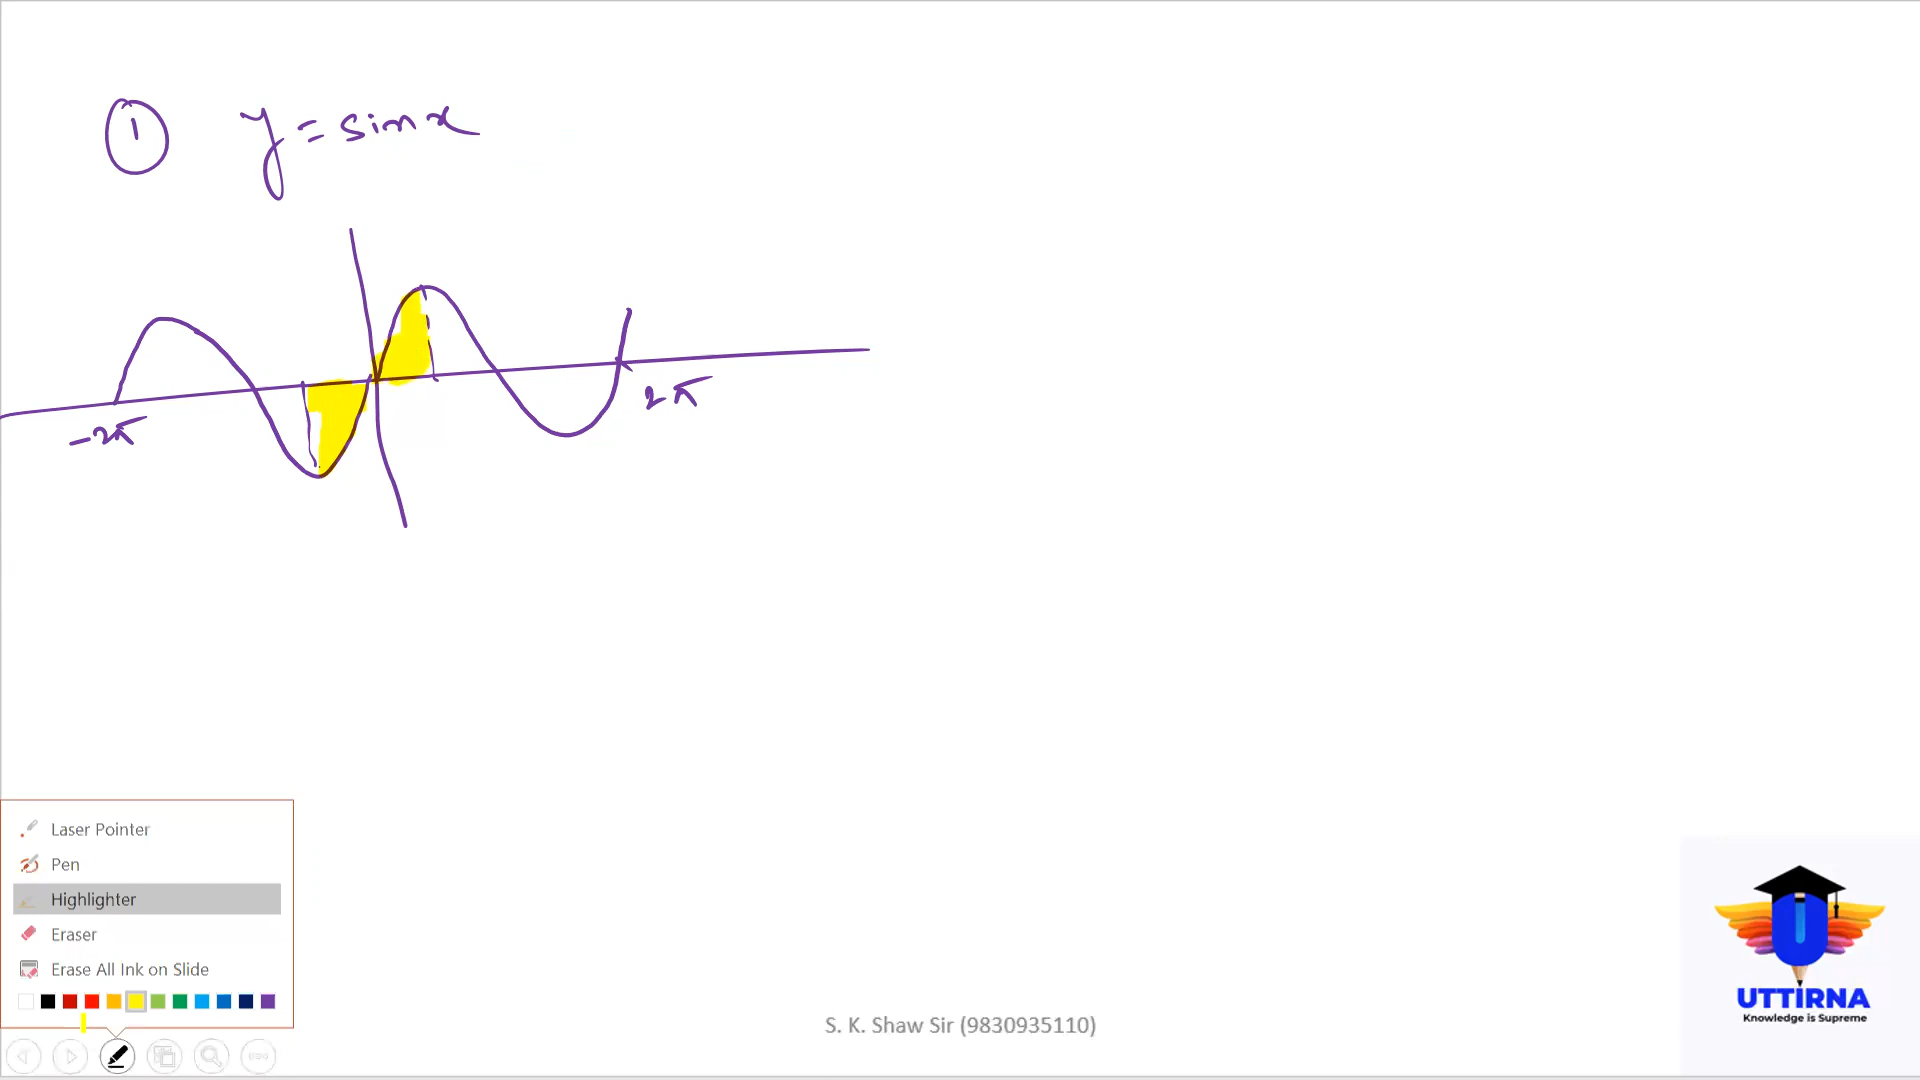 1 y = sin x
-2π
2π
Laser Pointer
Pen
Highlighter
Eraser
Erase All Ink on Slide
UTTIRNA
Knowledge is Supreme
S. K. Shaw Sir (9830935110)